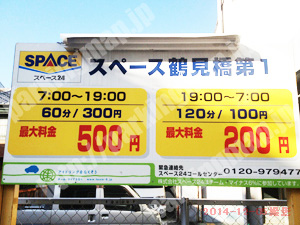 SPACE
スペース24
スペース鶴見橋第1
7:00~19:00
60分/300円
最大料金 500円
19:00~7:00
120分/100円
最大料金 200円
緊急連絡先
スペース24コールセンター
0120-979477